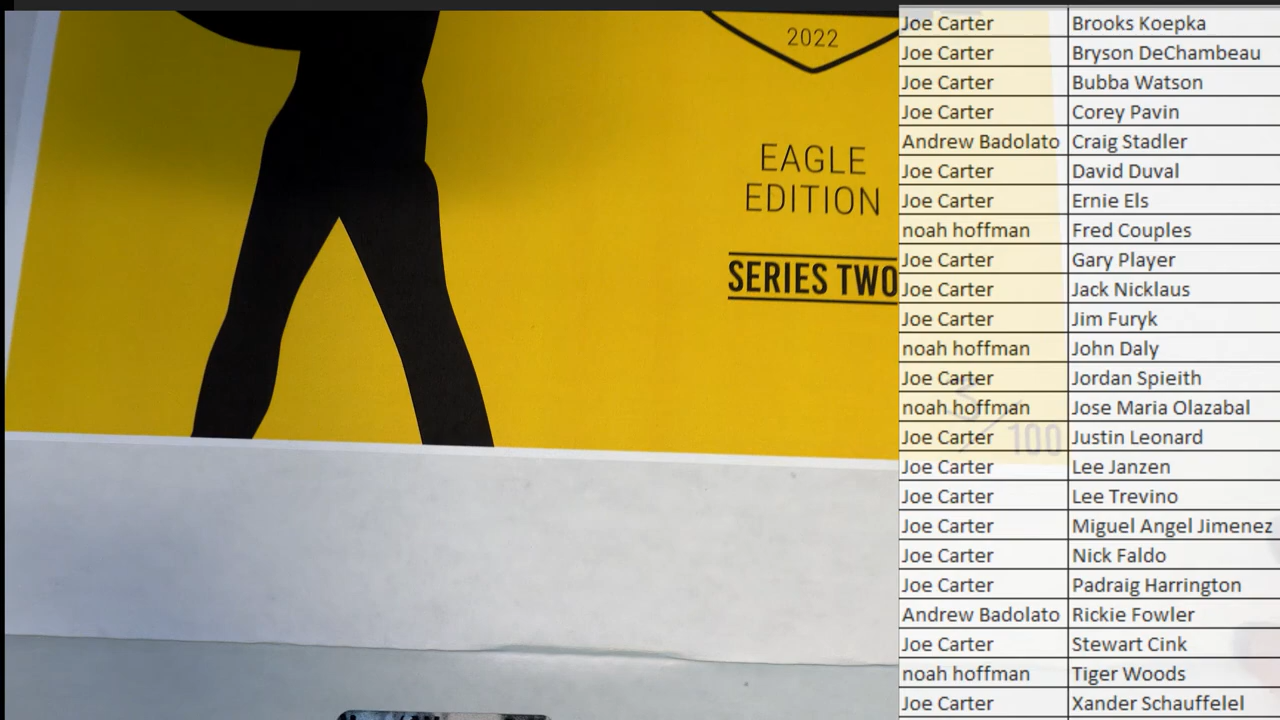 2022
EAGLE
EDITION
SERIES TWO
Joe Carter Brooks Koepka
Joe Carter Bryson DeChambeau
Joe Carter Bubba Watson
Joe Carter Corey Pavin
Andrew Badolato Craig Stadler
Joe Carter David Duval
Joe Carter Ernie Els
noah hoffman Fred Couples
Joe Carter Gary Player
Joe Carter Jack Nicklaus
Joe Carter Jim Furyk
noah hoffman John Daly
Joe Carter Jordan Spieith
noah hoffman Jose Maria Olazabal
Joe Carter Justin Leonard
Joe Carter Lee Janzen
Joe Carter Lee Trevino
Joe Carter Miguel Angel Jimenez
Joe Carter Nick Faldo
Joe Carter Padraig Harrington
Andrew Badolato Rickie Fowler
Joe Carter Stewart Cink
noah hoffman Tiger Woods
Joe Carter Xander Schauffelel
100